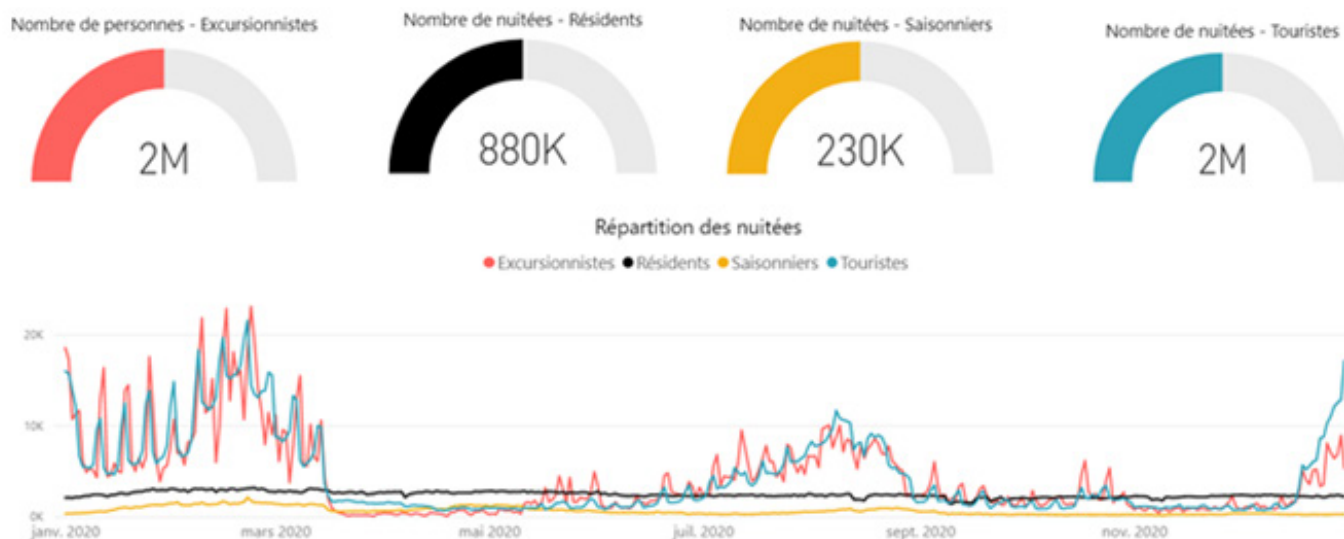 Nombre de personnes - Excursionnistes
Nombre de nuitées - Résidents
Nombre de nuitées - Saisonniers
Nombre de nuitées - Touristes
2M
880K
230K
2M
Répartition des nuitées
Excursionnistes Résidents Saisonniers Touristes
20K
10K
0K
janv. 2020 mars 2020 mai 2020 juil. 2020 sept. 2020 nov. 2020